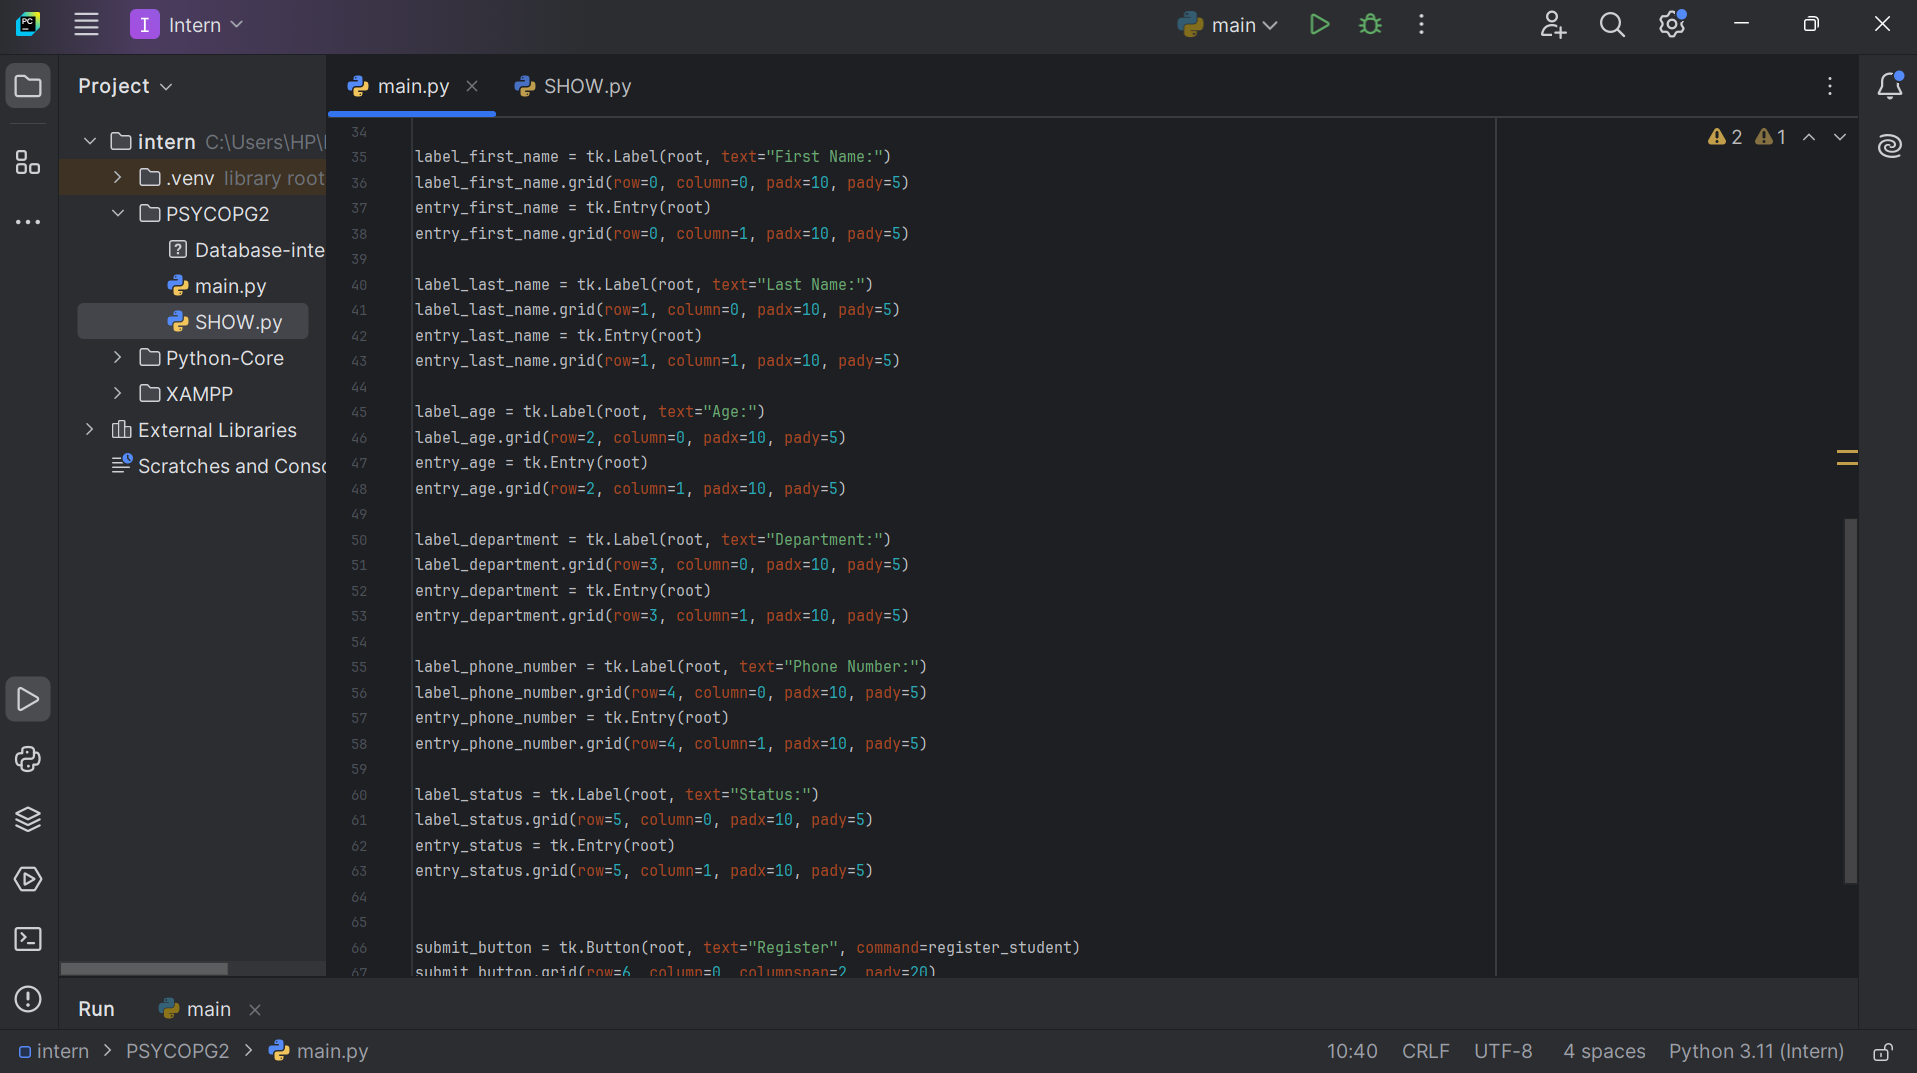 PC
I Intern
main
Project
main.py
SHOW.py
intern C:\Users\HP\
.venv library root
PSYCOPG2
Database-inte
main.py
SHOW.py
Python-Core
XAMPP
External Libraries
Scratches and Conso
2 1
34
35 label_first_name = tk.Label(root, text="First Name:")
36 label_first_name.grid(row=0, column=0, padx=10, pady=5)
37 entry_first_name = tk.Entry(root)
38 entry_first_name.grid(row=0, column=1, padx=10, pady=5)
39
40 label_last_name = tk.Label(root, text="Last Name:")
41 label_last_name.grid(row=1, column=0, padx=10, pady=5)
42 entry_last_name = tk.Entry(root)
43 entry_last_name.grid(row=1, column=1, padx=10, pady=5)
44
45 label_age = tk.Label(root, text="Age:")
46 label_age.grid(row=2, column=0, padx=10, pady=5)
47 entry_age = tk.Entry(root)
48 entry_age.grid(row=2, column=1, padx=10, pady=5)
49
50 label_department = tk.Label(root, text="Department:")
51 label_department.grid(row=3, column=0, padx=10, pady=5)
52 entry_department = tk.Entry(root)
53 entry_department.grid(row=3, column=1, padx=10, pady=5)
54
55 label_phone_number = tk.Label(root, text="Phone Number:")
56 label_phone_number.grid(row=4, column=0, padx=10, pady=5)
57 entry_phone_number = tk.Entry(root)
58 entry_phone_number.grid(row=4, column=1, padx=10, pady=5)
59
60 label_status = tk.Label(root, text="Status:")
61 label_status.grid(row=5, column=0, padx=10, pady=5)
62 entry_status = tk.Entry(root)
63 entry_status.grid(row=5, column=1, padx=10, pady=5)
64
65
66 submit_button = tk.Button(root, text="Register", command=register_student)
67 submit_button.grid(row=6, column=0, columnspan=2, pady=20)
Run main
intern > PSYCOPG2 > main.py
10:40 CRLF UTF-8 4 spaces Python 3.11 (Intern)